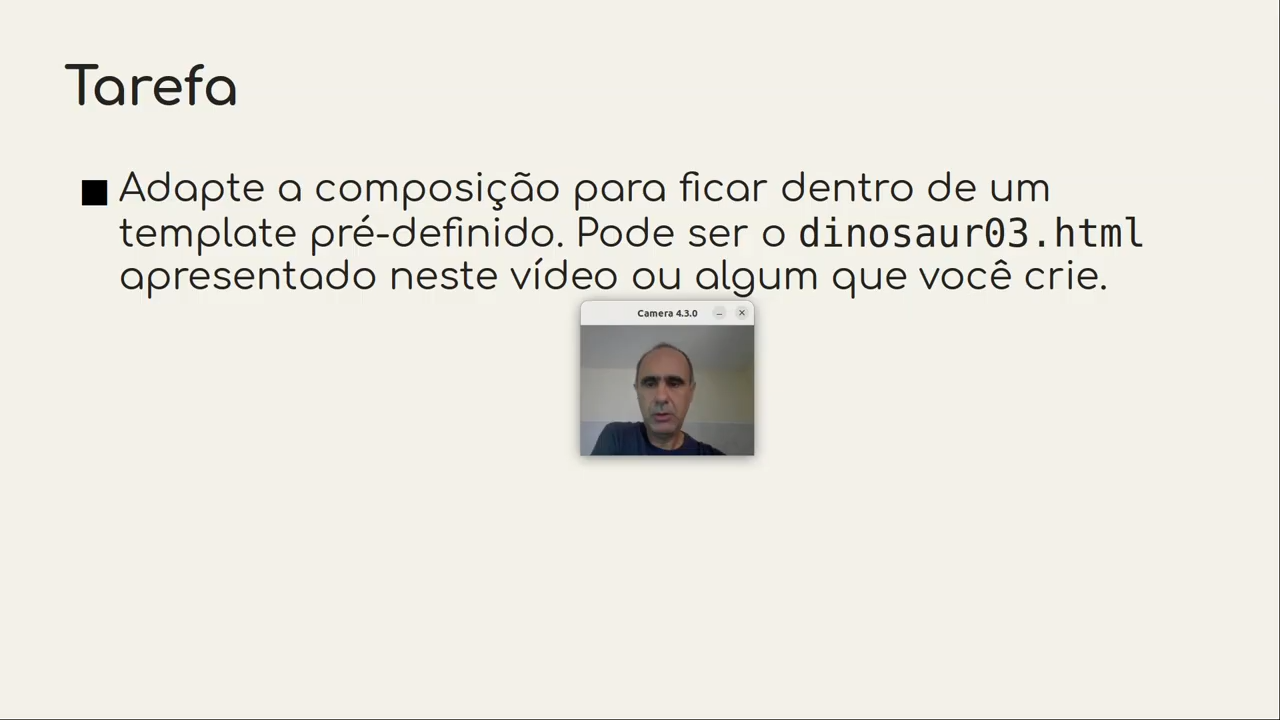 Tarefa
Adapte a composição para ficar dentro de um
template pré-definido. Pode ser o dinosaur03.html
apresentado neste vídeo ou algum que você crie.
Camera 4.3.0